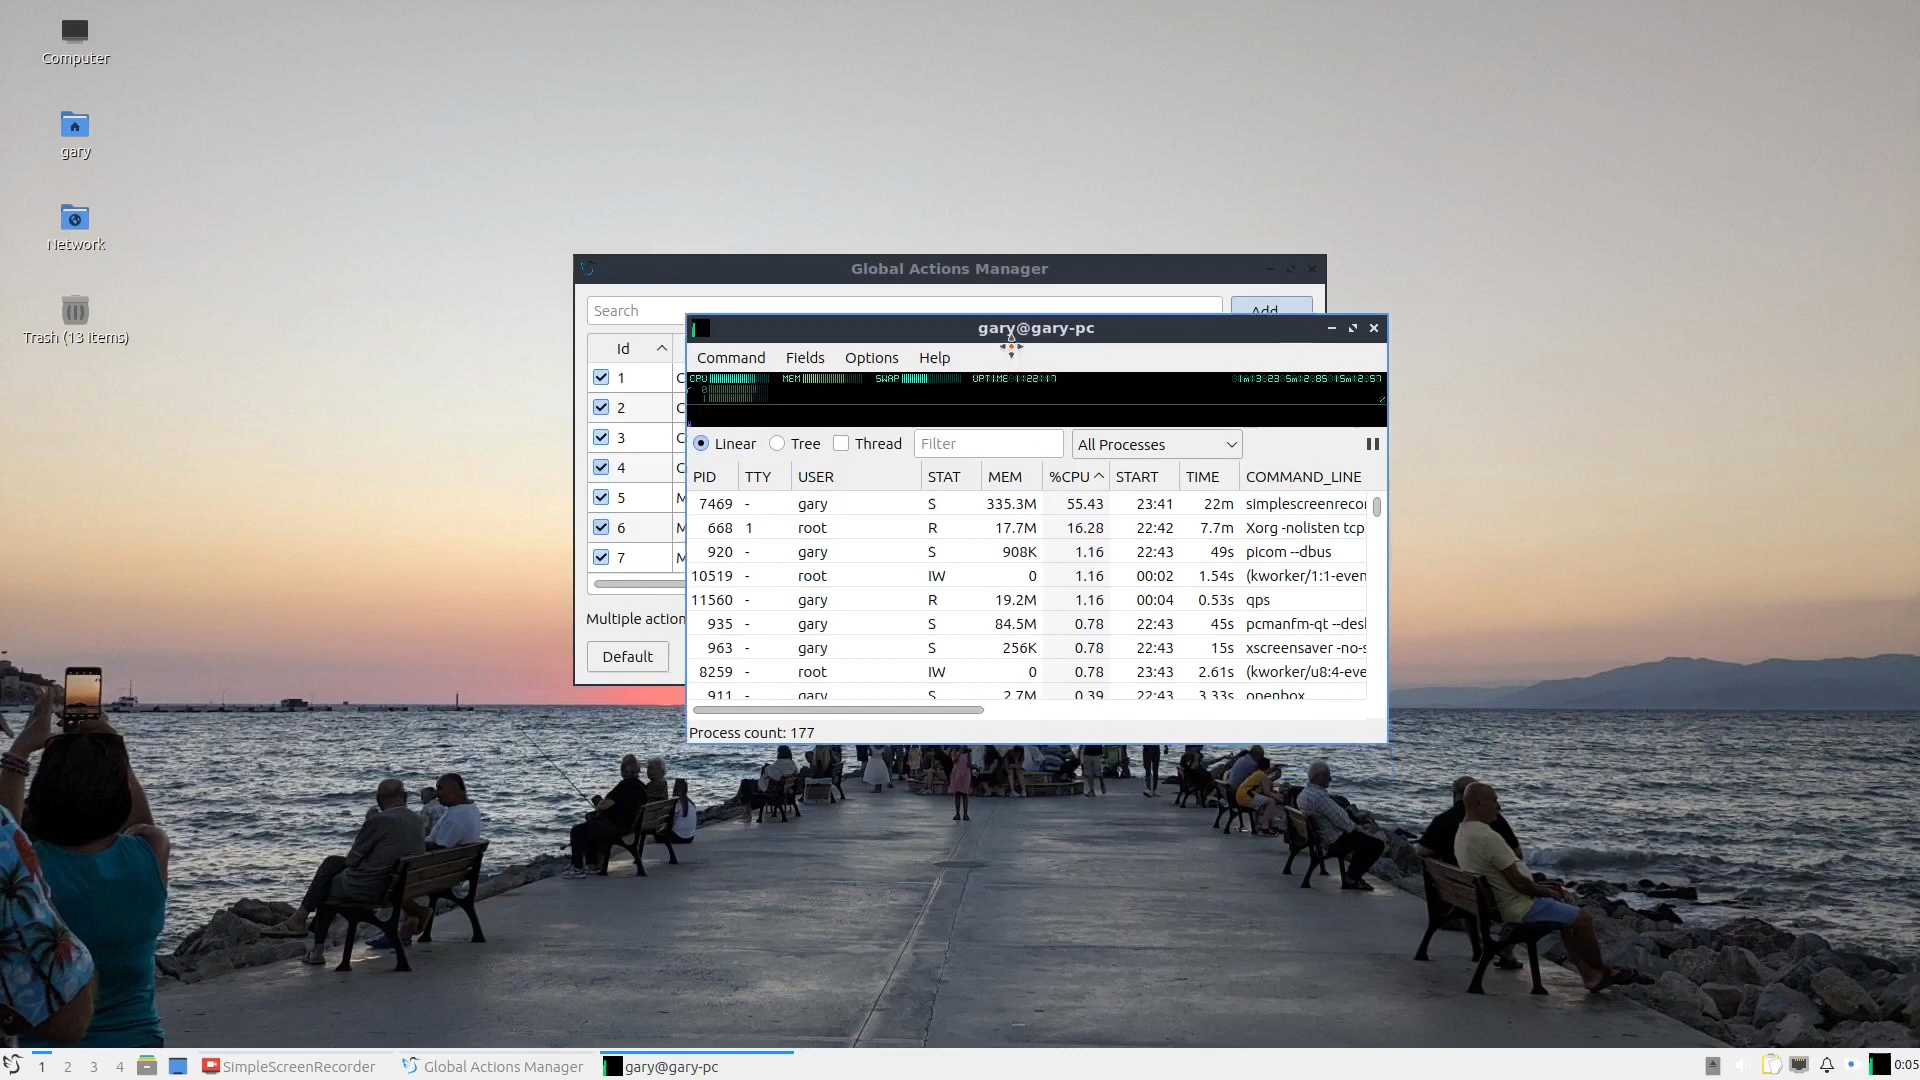 Computer
gary
Network
Trash (13 items)
Global Actions Manager
Search
Add
Id
1
2
3
4
5
6
7
Default
gary@gary-pc
Command Fields Options Help
CPU MEM SWAP UPTIME
Linear Tree Thread Filter All Processes
PID TTY USER STAT MEM %CPU START TIME COMMAND_LINE
7469 - gary S 335.3M 55.43 23:41 22m
668 1 root R 17.7M 16.28 22:42 7.7m Xorg -nolisten tcp
920 - gary S 908K 1.16 22:43 49s picom --dbus
10519 - root IW 0 1.16 00:02 1.54s (kworker/1:1-even
11560 - gary R 19.2M 1.16 00:04 0.53s qps
935 - gary S 84.5M 0.78 22:43 45s pcmanfm-qt
963 - gary S 256K 0.78 22:43 15s xscreensaver
8259 - root IW 0 0.78 23:43 2.61s (kworker/u8:4-eve
911 - gary S 2.7M 0.39 22:43 3.33s openbox
Process count: 177
Multiple action
1 2 3 4 SimpleScreenRecorder Global Actions Manager gary@gary-pc 0:05